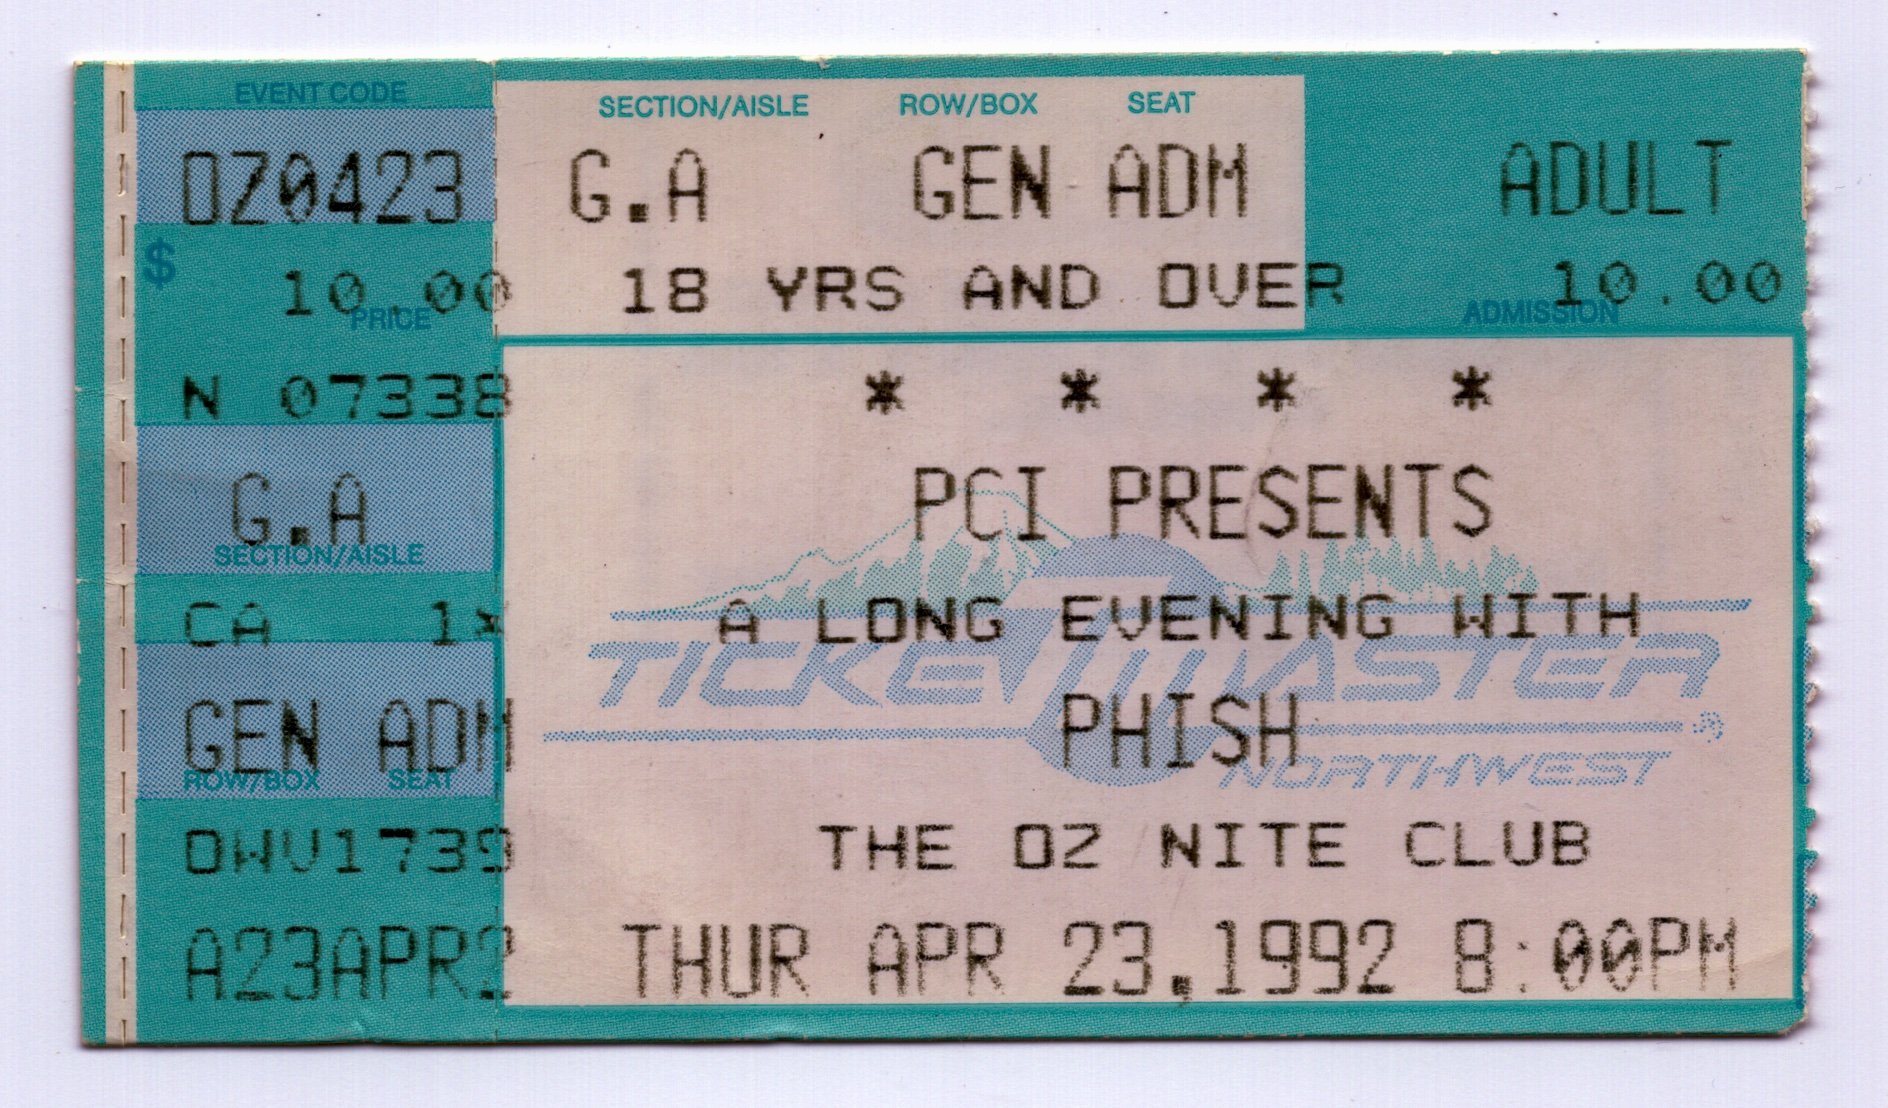 EVENT CODE
OZ0423
$ 10.00
PRICE
N 07338
G.A
SECTION/AISLE
CA 1*
GEN ADM
ROW/BOX SEAT
OWV1739
A23APR2
SECTION/AISLE ROW/BOX SEAT
G.A GEN ADM ADULT
18 YRS AND OVER 10.00
ADMISSION
* * * *
PCI PRESENTS
A LONG EVENING WITH
TICKETMASTER
PHISH
NORTHWEST
THE OZ NITE CLUB
THUR APR 23,1992 8:00PM